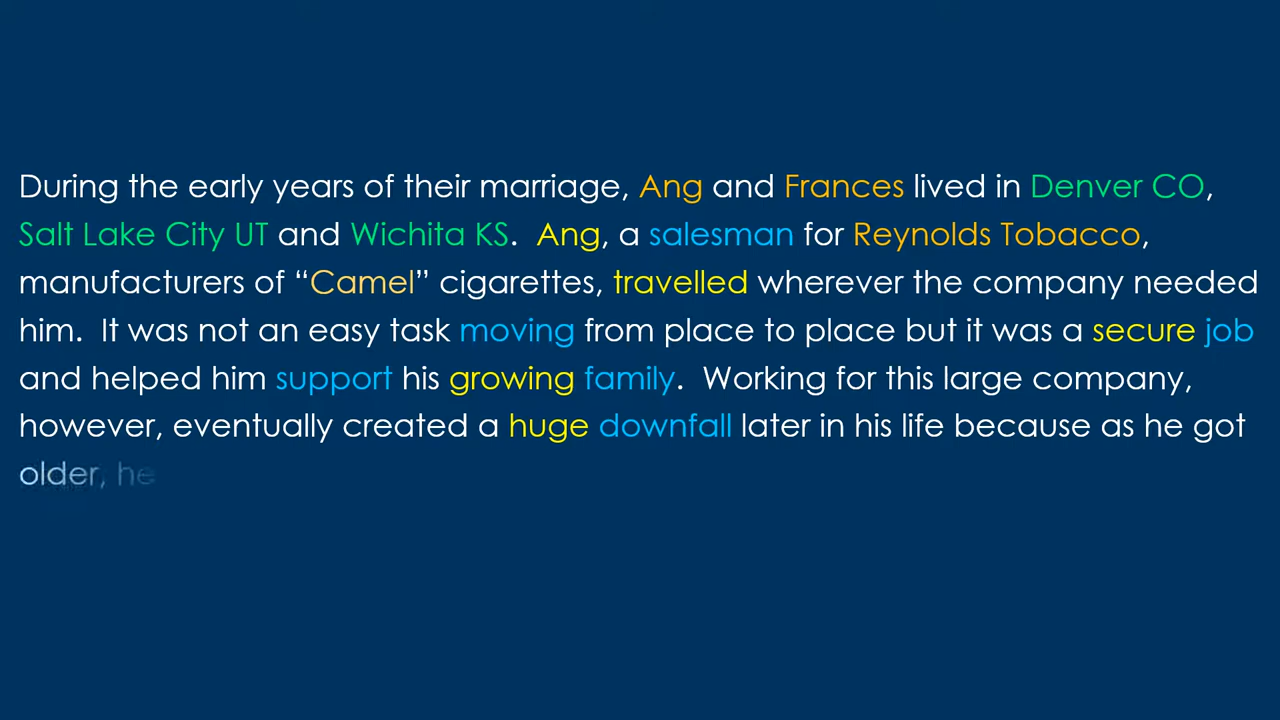 During the early years of their marriage, Ang and Frances lived in Denver CO,
Salt Lake City UT and Wichita KS.  Ang, a salesman for Reynolds Tobacco,
manufacturers of “Camel” cigarettes, travelled wherever the company needed
him.  It was not an easy task moving from place to place but it was a secure job
and helped him support his growing family.  Working for this large company,
however, eventually created a huge downfall later in his life because as he got
older, he